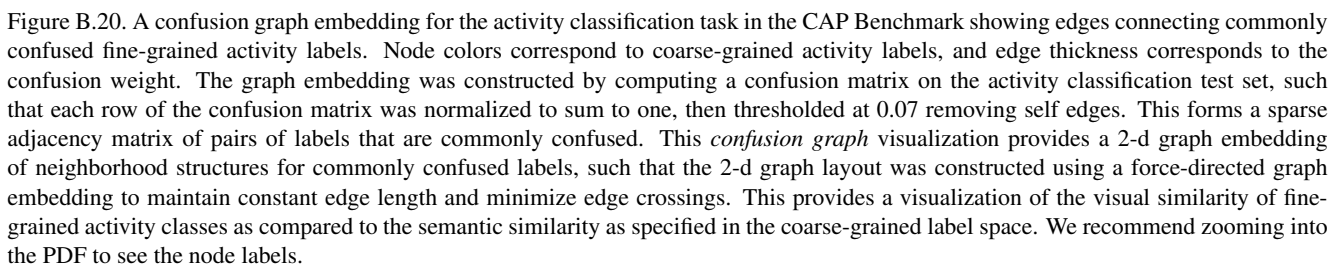 Figure B.20. A confusion graph embedding for the activity classification task in the CAP Benchmark showing edges connecting commonly
confused fine-grained activity labels. Node colors correspond to coarse-grained activity labels, and edge thickness corresponds to the
confusion weight. The graph embedding was constructed by computing a confusion matrix on the activity classification test set, such
that each row of the confusion matrix was normalized to sum to one, then thresholded at 0.07 removing self edges. This forms a sparse
adjacency matrix of pairs of labels that are commonly confused. This confusion graph visualization provides a 2-d graph embedding
of neighborhood structures for commonly confused labels, such that the 2-d graph layout was constructed using a force-directed graph
embedding to maintain constant edge length and minimize edge crossings. This provides a visualization of the visual similarity of fine-
grained activity classes as compared to the semantic similarity as specified in the coarse-grained label space. We recommend zooming into
the PDF to see the node labels.